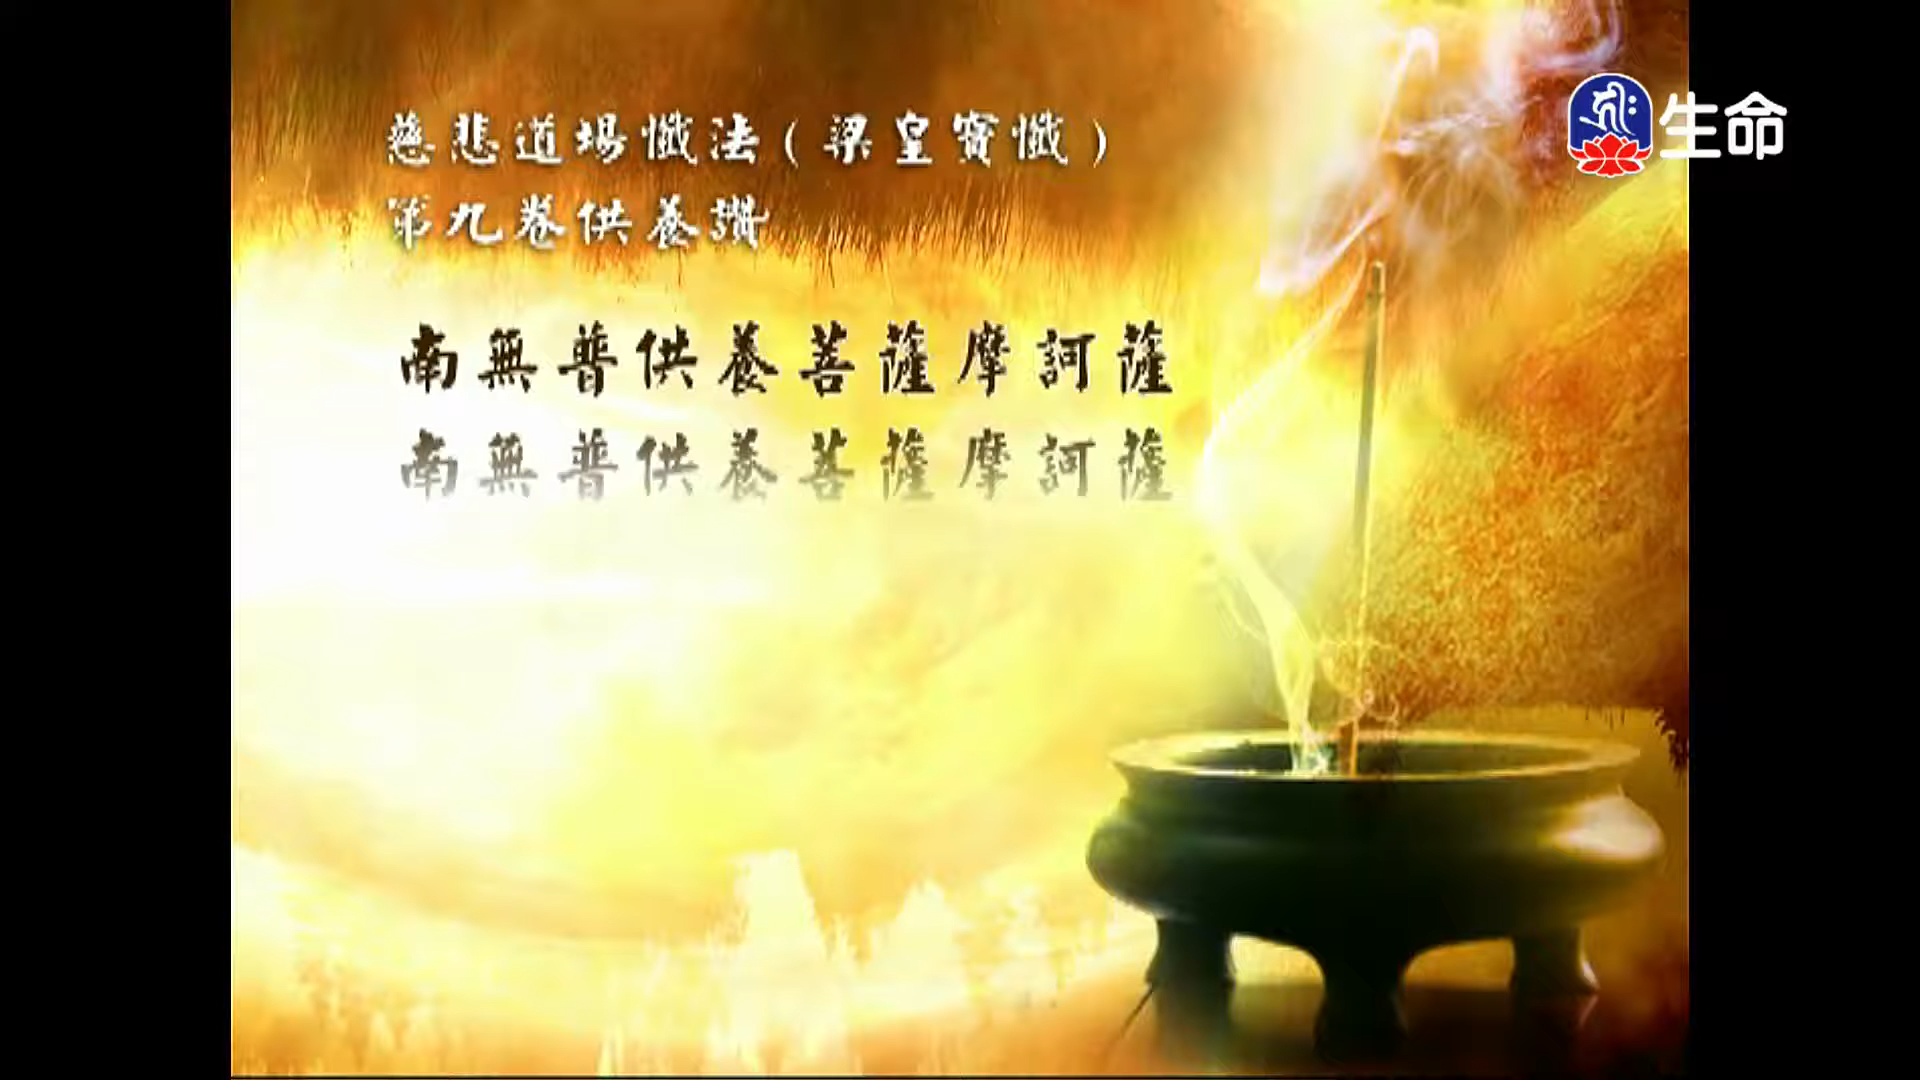 慈悲道場懺法(梁皇寶懺)
第九卷供養讚
南無普供養菩薩摩訶薩
南無普供養菩薩摩訶薩
生命